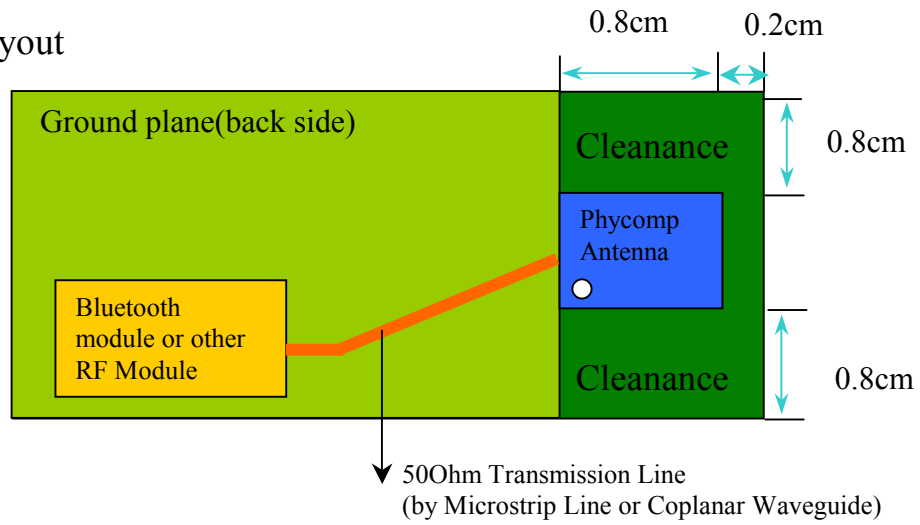 yout
0.8cm
0.2cm
Ground plane(back side)
Cleanance
0.8cm
Phycomp
Antenna
Bluetooth
module or other
RF Module
Cleanance
0.8cm
50Ohm Transmission Line
(by Microstrip Line or Coplanar Waveguide)